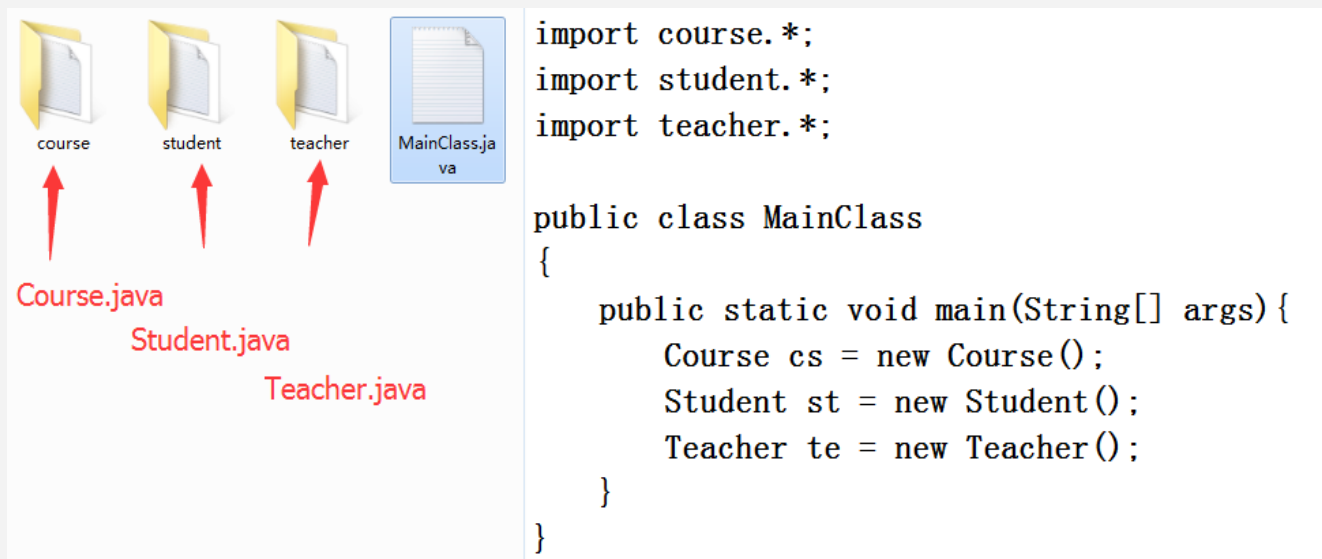 course
student
teacher
MainClass.ja
va
Course.java
Student.java
Teacher.java
import course.*;
import student.*;
import teacher.*;
public class MainClass
{
public static void main(String[] args){
Course cs = new Course();
Student st = new Student();
Teacher te = new Teacher();
}
}